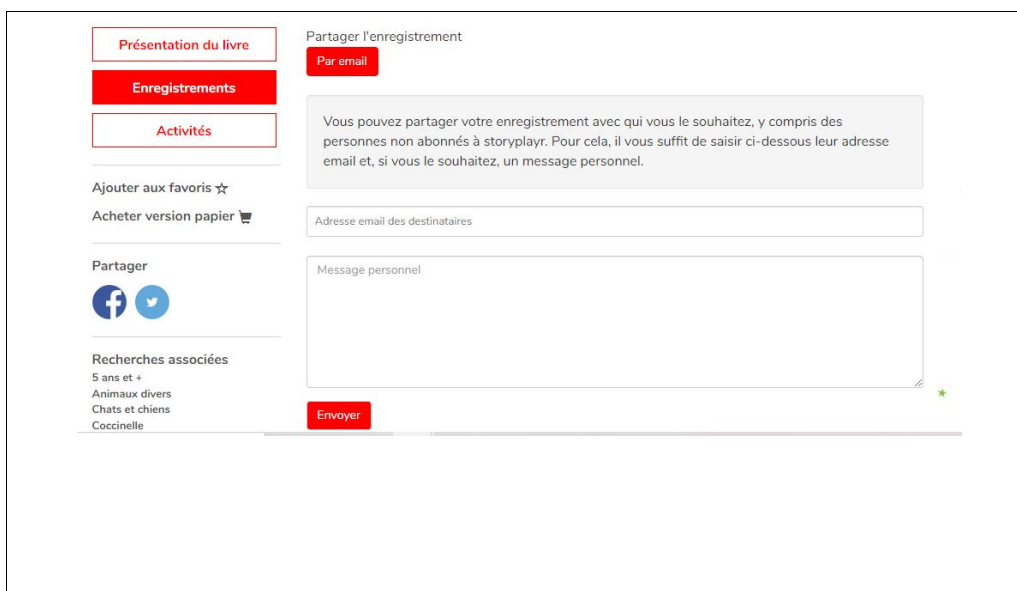 Présentation du livre
Enregistrements
Activités
Ajouter aux favoris
Acheter version papier
Partager
Recherches associées
5 ans et +
Animaux divers
Chats et chiens
Coccinelle
Partager l'enregistrement
Par email
Vous pouvez partager votre enregistrement avec qui vous le souhaitez, y compris des
personnes non abonnés à storyplayr. Pour cela, il vous suffit de saisir ci-dessous leur adresse
email et, si vous le souhaitez, un message personnel.
Adresse email des destinataires
Message personnel
Envoyer